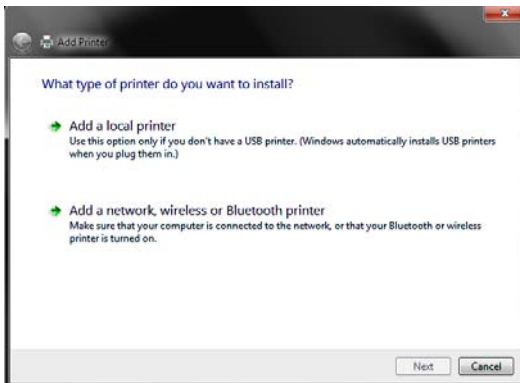 Add Printer
What type of printer do you want to install?
Add a local printer
Use this option only if you don't have a USB printer. (Windows automatically installs USB printers
when you plug them in.)
Add a network, wireless or Bluetooth printer
Make sure that your computer is connected to the network, or that your Bluetooth or wireless
printer is turned on.
Next Cancel